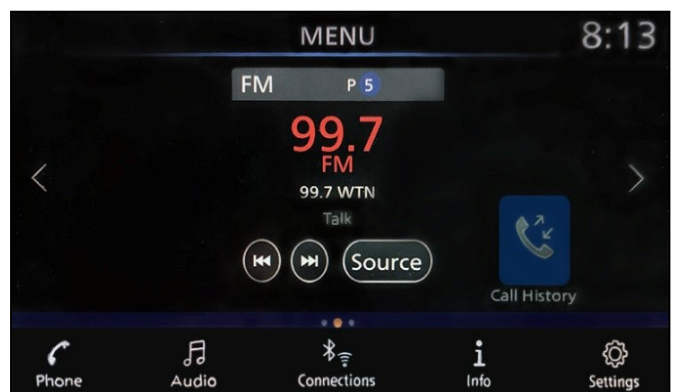 MENU
8:13
FM P 5
99.7
FM
99.7 WTN
Talk
Source
Call History
Phone Audio Connections Info Settings